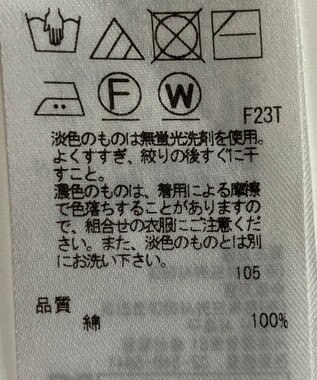 F W
F23T
淡色のものは無蛍光洗剤を使用。
よくすすぎ、絞りの後すぐに干
すこと。
濃色のものは、着用による摩擦
で色落ちすることがありますの
で、組合せの衣服にご注意くださ
い。また、淡色のものとは別
にお洗い下さい。
105
品質
綿 100%